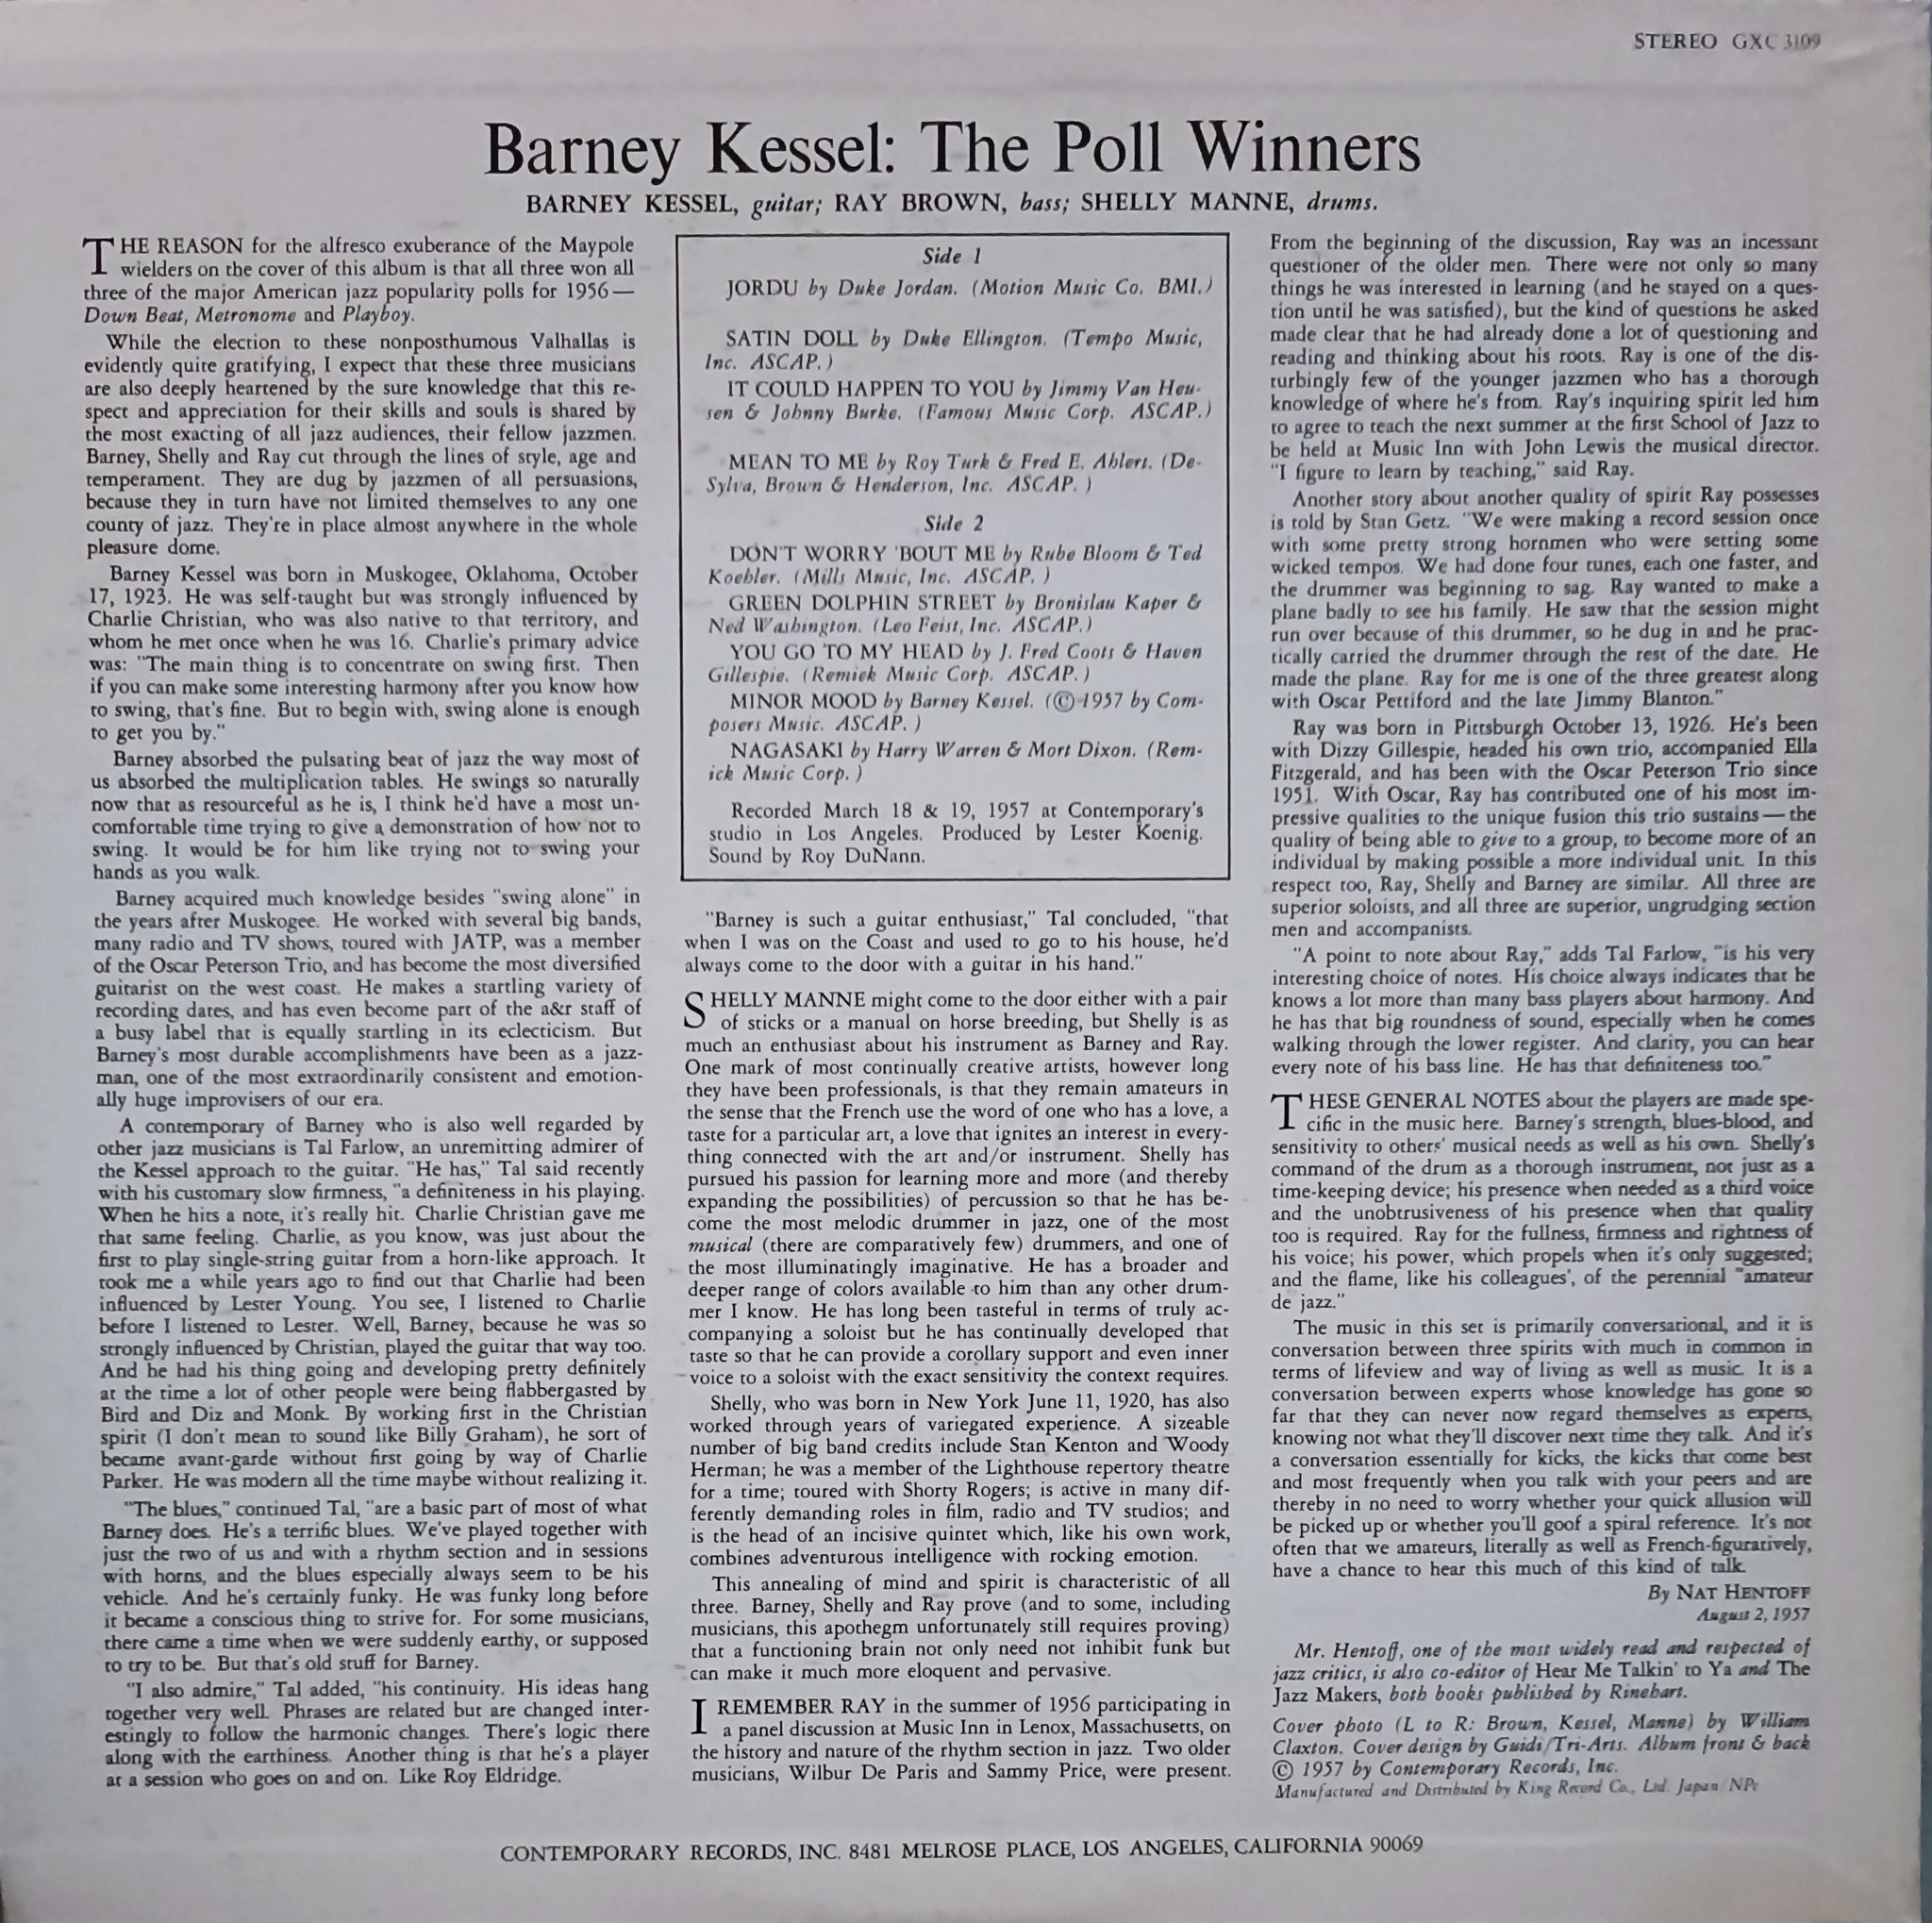 STEREO GXC 3109
Barney Kessel: The Poll Winners
BARNEY KESSEL, guitar; RAY BROWN, bass; SHELLY MANNE, drums.
THE REASON for the alfresco exuberance of the Maypole
wielders on the cover of this album is that all three won all
three of the major American jazz popularity polls for 1956—
Down Beat, Metronome and Playboy.
While the election to these nonposthumous Valhallas is
evidently quite gratifying, I expect that these three musicians
are also deeply heartened by the sure knowledge that this re-
spect and appreciation for their skills and souls is shared by
the most exacting of all jazz audiences, their fellow jazzmen.
Barney, Shelly and Ray cut through the lines of style, age and
temperament. They are dug by jazzmen of all persuasions,
because they in turn have not limited themselves to any one
county of jazz. They're in place almost anywhere in the whole
pleasure dome.
Barney Kessel was born in Muskogee, Oklahoma, October
17, 1923. He was self-taught but was strongly influenced by
Charlie Christian, who was also native to that territory, and
whom he met once when he was 16. Charlie's primary advice
was: "The main thing is to concentrate on swing first. Then
if you can make some interesting harmony after you know how
to swing, that's fine. But to begin with, swing alone is enough
to get you by."
Barney absorbed the pulsating beat of jazz the way most of
us absorbed the multiplication tables. He swings so naturally
now that as resourceful as he is, I think he'd have a most un-
comfortable time trying to give a demonstration of how not to
swing. It would be for him like trying not to swing your
hands as you walk.
Barney acquired much knowledge besides "swing alone" in
the years after Muskogee. He worked with several big bands,
many radio and TV shows, toured with JATP, was a member
of the Oscar Peterson Trio, and has become the most diversified
guitarist on the west coast. He makes a startling variety of
recording dates, and has even become part of the a&r staff of
a busy label that is equally startling in its eclecticism. But
Barney's most durable accomplishments have been as a jazz-
man, one of the most extraordinarily consistent and emotion-
ally huge improvisers of our era.
A contemporary of Barney who is also well regarded by
other jazz musicians is Tal Farlow, an unremitting admirer of
the Kessel approach to the guitar. "He has," Tal said recently
with his customary slow firmness, "a definiteness in his playing.
When he hits a note, it's really hit. Charlie Christian gave me
that same feeling. Charlie, as you know, was just about the
first to play single-string guitar from a horn-like approach. It
took me a while years ago to find out that Charlie had been
influenced by Lester Young. You see, I listened to Charlie
before I listened to Lester. Well, Barney, because he was so
strongly influenced by Christian, played the guitar that way too.
And he had his thing going and developing pretty definitely
at the time a lot of other people were being flabbergasted by
Bird and Diz and Monk. By working first in the Christian
spirit (I don't mean to sound like Billy Graham), he sort of
became avant-garde without first going by way of Charlie
Parker. He was modern all the time maybe without realizing it.
"The blues," continued Tal, "are a basic part of most of what
Barney does. He's a terrific blues. We've played together with
just the two of us and with a rhythm section and in sessions
with horns, and the blues especially always seem to be his
vehicle. And he's certainly funky. He was funky long before
it became a conscious thing to strive for. For some musicians,
there came a time when we were suddenly earthy, or supposed
to try to be. But that's old stuff for Barney.
"I also admire," Tal added, "his continuity. His ideas hang
together very well. Phrases are related but are changed inter-
estingly to follow the harmonic changes. There's logic there
along with the earthiness. Another thing is that he's a player
at a session who goes on and on. Like Roy Eldridge.
Side 1
JORDU by Duke Jordan. (Motion Music Co. BMI.)
SATIN DOLL by Duke Ellington. (Tempo Music,
Inc. ASCAP.)
IT COULD HAPPEN TO YOU by Jimmy Van Heu-
sen & Johnny Burke. (Famous Music Corp. ASCAP.)
MEAN TO ME by Roy Turk & Fred E. Ahlert. (De-
Sylva, Brown & Henderson, Inc. ASCAP. )
Side 2
DON'T WORRY 'BOUT ME by Rube Bloom & Ted
Koehler. (Mills Music, Inc. ASCAP. )
GREEN DOLPHIN STREET by Bronislau Kaper &
Ned Washington. (Leo Feist, Inc. ASCAP.)
YOU GO TO MY HEAD by J. Fred Coots & Haven
Gillespie. (Remick Music Corp. ASCAP. )
MINOR MOOD by Barney Kessel. (© 1957 by Com-
posers Music. ASCAP. )
NAGASAKI by Harry Warren & Mort Dixon. (Rem-
ick Music Corp. )
Recorded March 18 & 19, 1957 at Contemporary's
studio in Los Angeles. Produced by Lester Koenig.
Sound by Roy DuNann.
"Barney is such a guitar enthusiast," Tal concluded, "that
when I was on the Coast and used to go to his house, he'd
always come to the door with a guitar in his hand."
SHELLY MANNE might come to the door either with a pair
of sticks or a manual on horse breeding, but Shelly is as
much an enthusiast about his instrument as Barney and Ray.
One mark of most continually creative artists, however long
they have been professionals, is that they remain amateurs in
the sense that the French use the word of one who has a love, a
taste for a particular art, a love that ignites an interest in every-
thing connected with the art and/or instrument. Shelly has
pursued his passion for learning more and more (and thereby
expanding the possibilities) of percussion so that he has be-
come the most melodic drummer in jazz, one of the most
musical (there are comparatively few) drummers, and one of
the most illuminatingly imaginative. He has a broader and
deeper range of colors available to him than any other drum-
mer I know. He has long been tasteful in terms of truly ac-
companying a soloist but he has continually developed that
taste so that he can provide a corollary support and even inner
voice to a soloist with the exact sensitivity the context requires.
Shelly, who was born in New York June 11, 1920, has also
worked through years of variegated experience. A sizeable
number of big band credits include Stan Kenton and Woody
Herman; he was a member of the Lighthouse repertory theatre
for a time; toured with Shorty Rogers; is active in many dif-
ferently demanding roles in film, radio and TV studios; and
is the head of an incisive quintet which, like his own work,
combines adventurous intelligence with rocking emotion.
This annealing of mind and spirit is characteristic of all
three. Barney, Shelly and Ray prove (and to some, including
musicians, this apothegm unfortunately still requires proving)
that a functioning brain not only need not inhibit funk but
can make it much more eloquent and pervasive.
I REMEMBER RAY in the summer of 1956 participating in
a panel discussion at Music Inn in Lenox, Massachusetts, on
the history and nature of the rhythm section in jazz. Two older
musicians, Wilbur De Paris and Sammy Price, were present.
From the beginning of the discussion, Ray was an incessant
questioner of the older men. There were not only so many
things he was interested in learning (and he stayed on a ques-
tion until he was satisfied), but the kind of questions he asked
made clear that he had already done a lot of questioning and
reading and thinking about his roots. Ray is one of the dis-
turbingly few of the younger jazzmen who has a thorough
knowledge of where he's from. Ray's inquiring spirit led him
to agree to teach the next summer at the first School of Jazz to
be held at Music Inn with John Lewis the musical director.
"I figure to learn by teaching," said Ray.
Another story about another quality of spirit Ray possesses
is told by Stan Getz. "We were making a record session once
with some pretty strong hornmen who were setting some
wicked tempos. We had done four tunes, each one faster, and
the drummer was beginning to sag. Ray wanted to make a
plane badly to see his family. He saw that the session might
run over because of this drummer, so he dug in and he prac-
tically carried the drummer through the rest of the date. He
made the plane. Ray for me is one of the three greatest along
with Oscar Pettiford and the late Jimmy Blanton."
Ray was born in Pittsburgh October 13, 1926. He's been
with Dizzy Gillespie, headed his own trio, accompanied Ella
Fitzgerald, and has been with the Oscar Peterson Trio since
1951. With Oscar, Ray has contributed one of his most im-
pressive qualities to the unique fusion this trio sustains—the
quality of being able to give to a group, to become more of an
individual by making possible a more individual unit. In this
respect too, Ray, Shelly and Barney are similar. All three are
superior soloists, and all three are superior, ungrudging section
men and accompanists.
"A point to note about Ray," adds Tal Farlow, "is his very
interesting choice of notes. His choice always indicates that he
knows a lot more than many bass players about harmony. And
he has that big roundness of sound, especially when he comes
walking through the lower register. And clarity, you can hear
every note of his bass line. He has that definiteness too."
THESE GENERAL NOTES about the players are made spe-
cific in the music here. Barney's strength, blues-blood, and
sensitivity to others' musical needs as well as his own. Shelly's
command of the drum as a thorough instrument, not just as a
time-keeping device; his presence when needed as a third voice
and the unobtrusiveness of his presence when that quality
too is required. Ray for the fullness, firmness and rightness of
his voice; his power, which propels when it's only suggested;
and the flame, like his colleagues', of the perennial "amateur
de jazz."
The music in this set is primarily conversational, and it is
conversation between three spirits with much in common in
terms of lifeview and way of living as well as music. It is a
conversation between experts whose knowledge has gone so
far that they can never now regard themselves as experts,
knowing not what they'll discover next time they talk. And it's
a conversation essentially for kicks, the kicks that come best
and most frequently when you talk with your peers and are
thereby in no need to worry whether your quick allusion will
be picked up or whether you'll goof a spiral reference. It's not
often that we amateurs, literally as well as French-figuratively,
have a chance to hear this much of this kind of talk.
By NAT HENTOFF
August 2, 1957
Mr. Hentoff, one of the most widely read and respected of
jazz critics, is also co-editor of Hear Me Talkin' to Ya and The
Jazz Makers, both books published by Rinehart.
Cover photo (L to R: Brown, Kessel, Manne) by William
Claxton. Cover design by Guidi/Tri-Arts. Album front & back
© 1957 by Contemporary Records, Inc.
Manufactured and Distributed by King Record Co., Ltd. Japan/NPc
CONTEMPORARY RECORDS, INC. 8481 MELROSE PLACE, LOS ANGELES, CALIFORNIA 90069